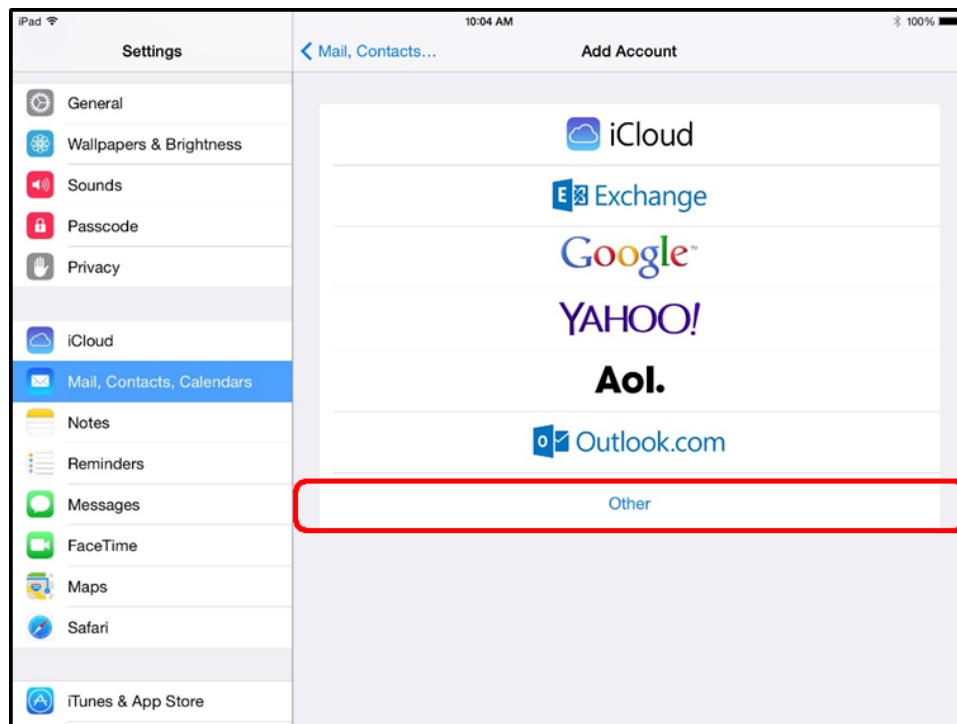 iPad 10:04 AM 100%
Settings
Mail, Contacts... Add Account
General
Wallpapers & Brightness
Sounds
Passcode
Privacy
iCloud
Mail, Contacts, Calendars
Notes
Reminders
Messages
FaceTime
Maps
Safari
iTunes & App Store
iCloud
E Exchange
Google™
YAHOO!
Aol.
o Outlook.com
Other